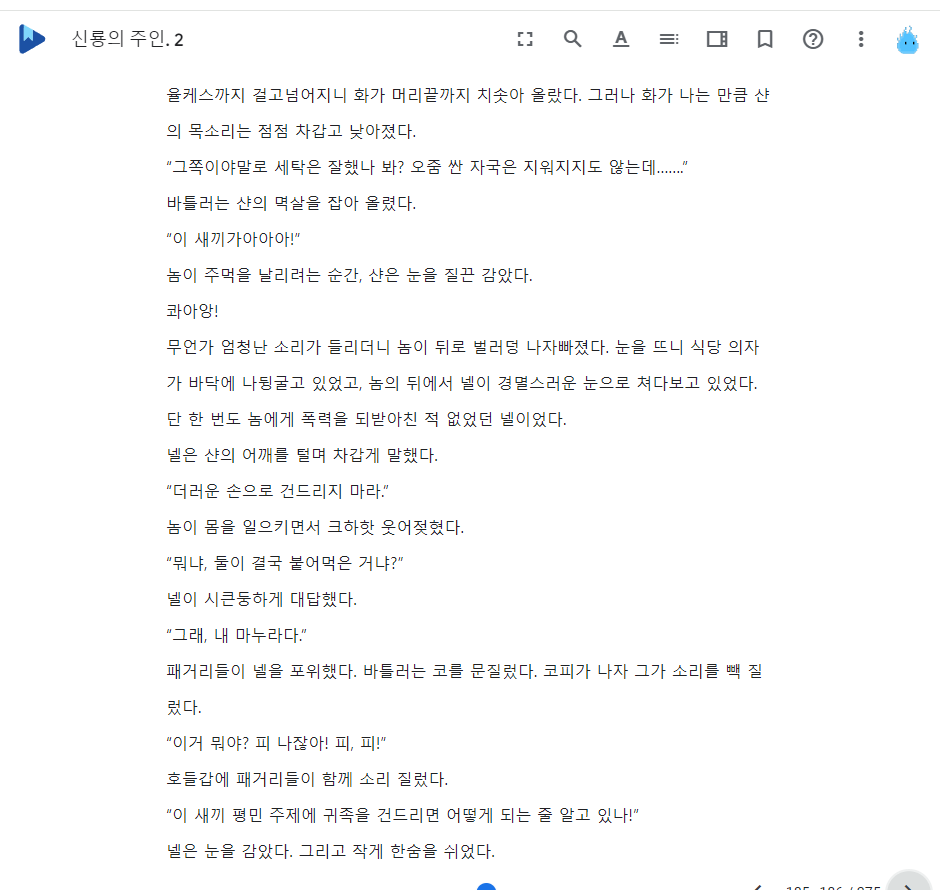 신룡의 주인. 2
율케스까지 걸고넘어지니 화가 머리끝까지 치솟아 올랐다. 그러나 화가 나는 만큼 샨
의 목소리는 점점 차갑고 낮아졌다.
“그쪽이야말로 세탁은 잘했나 봐? 오줌 싼 자국은 지워지지도 않는데…….”
바틀러는 샨의 멱살을 잡아 올렸다.
“이 새끼가아아아!”
놈이 주먹을 날리려는 순간, 샨은 눈을 질끈 감았다.
콰아앙!
무언가 엄청난 소리가 들리더니 놈이 뒤로 벌러덩 나자빠졌다. 눈을 뜨니 식당 의자
가 바닥에 나뒹굴고 있었고, 놈의 뒤에서 넬이 경멸스러운 눈으로 쳐다보고 있었다.
단 한 번도 놈에게 폭력을 되받아친 적 없었던 넬이었다.
넬은 샨의 어깨를 털며 차갑게 말했다.
“더러운 손으로 건드리지 마라.”
놈이 몸을 일으키면서 크하핫 웃어젖혔다.
“뭐냐, 둘이 결국 붙어먹은 거냐?”
넬이 시큰둥하게 대답했다.
“그래, 내 마누라다.”
패거리들이 넬을 포위했다. 바틀러는 코를 문질렀다. 코피가 나자 그가 소리를 빽 질
렀다.
“이거 뭐야? 피 나잖아! 피, 피!”
호들갑에 패거리들이 함께 소리 질렀다.
“이 새끼 평민 주제에 귀족을 건드리면 어떻게 되는 줄 알고 있나!”
넬은 눈을 감았다. 그리고 작게 한숨을 쉬었다.